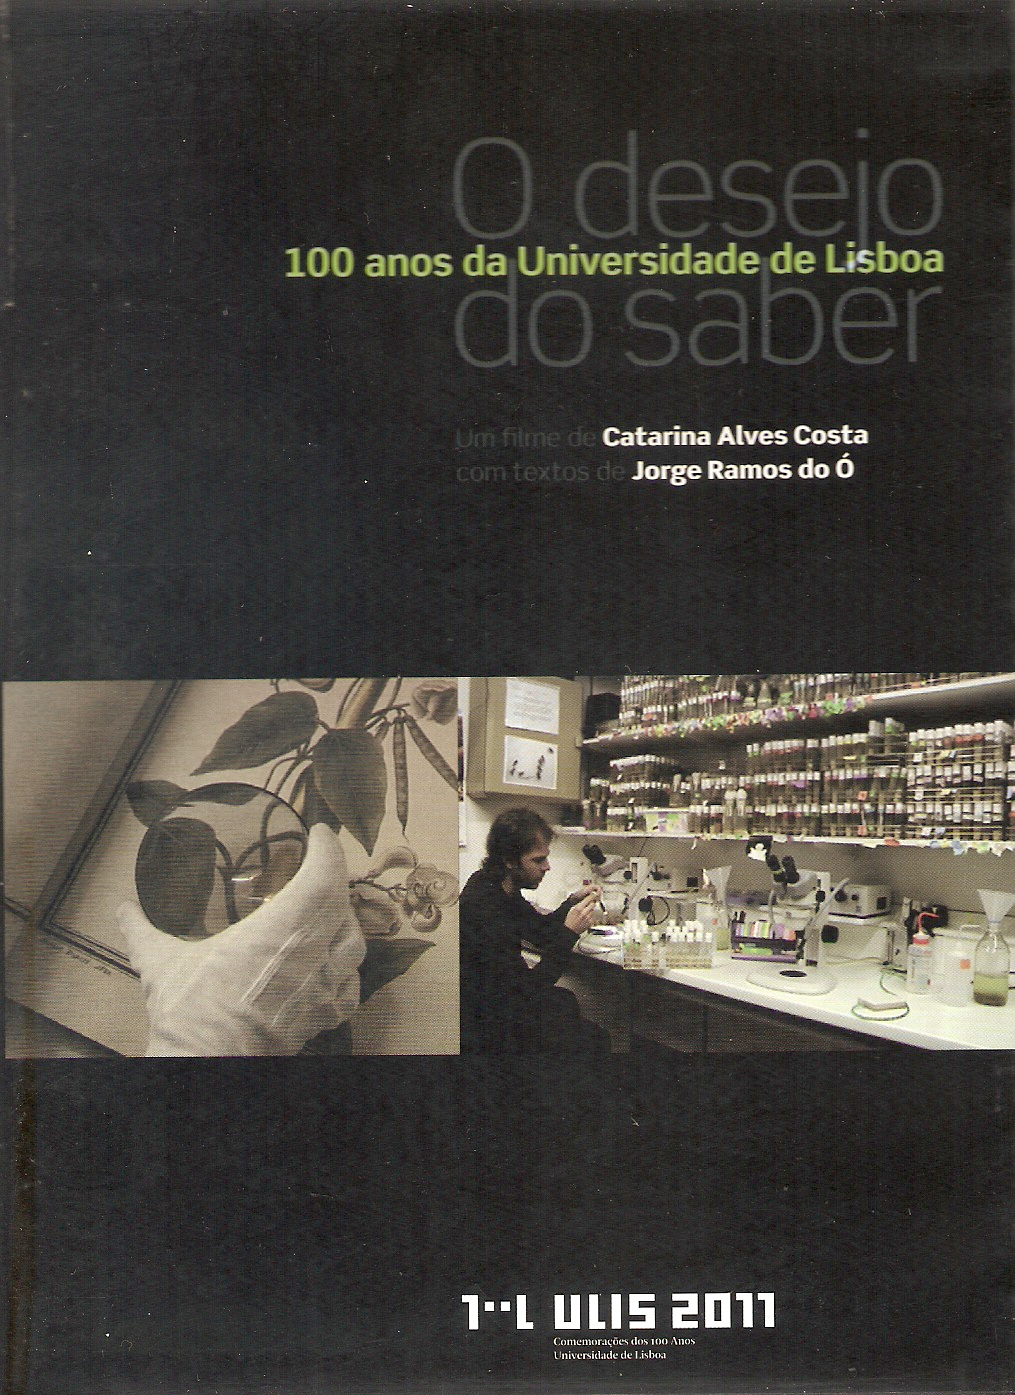 O desejo
100 anos da Universidade de Lisboa
do saber
Um filme de Catarina Alves Costa
com textos de Jorge Ramos do Ó
1··L ULIS 2011
Comemorações dos 100 Anos
Universidade de Lisboa